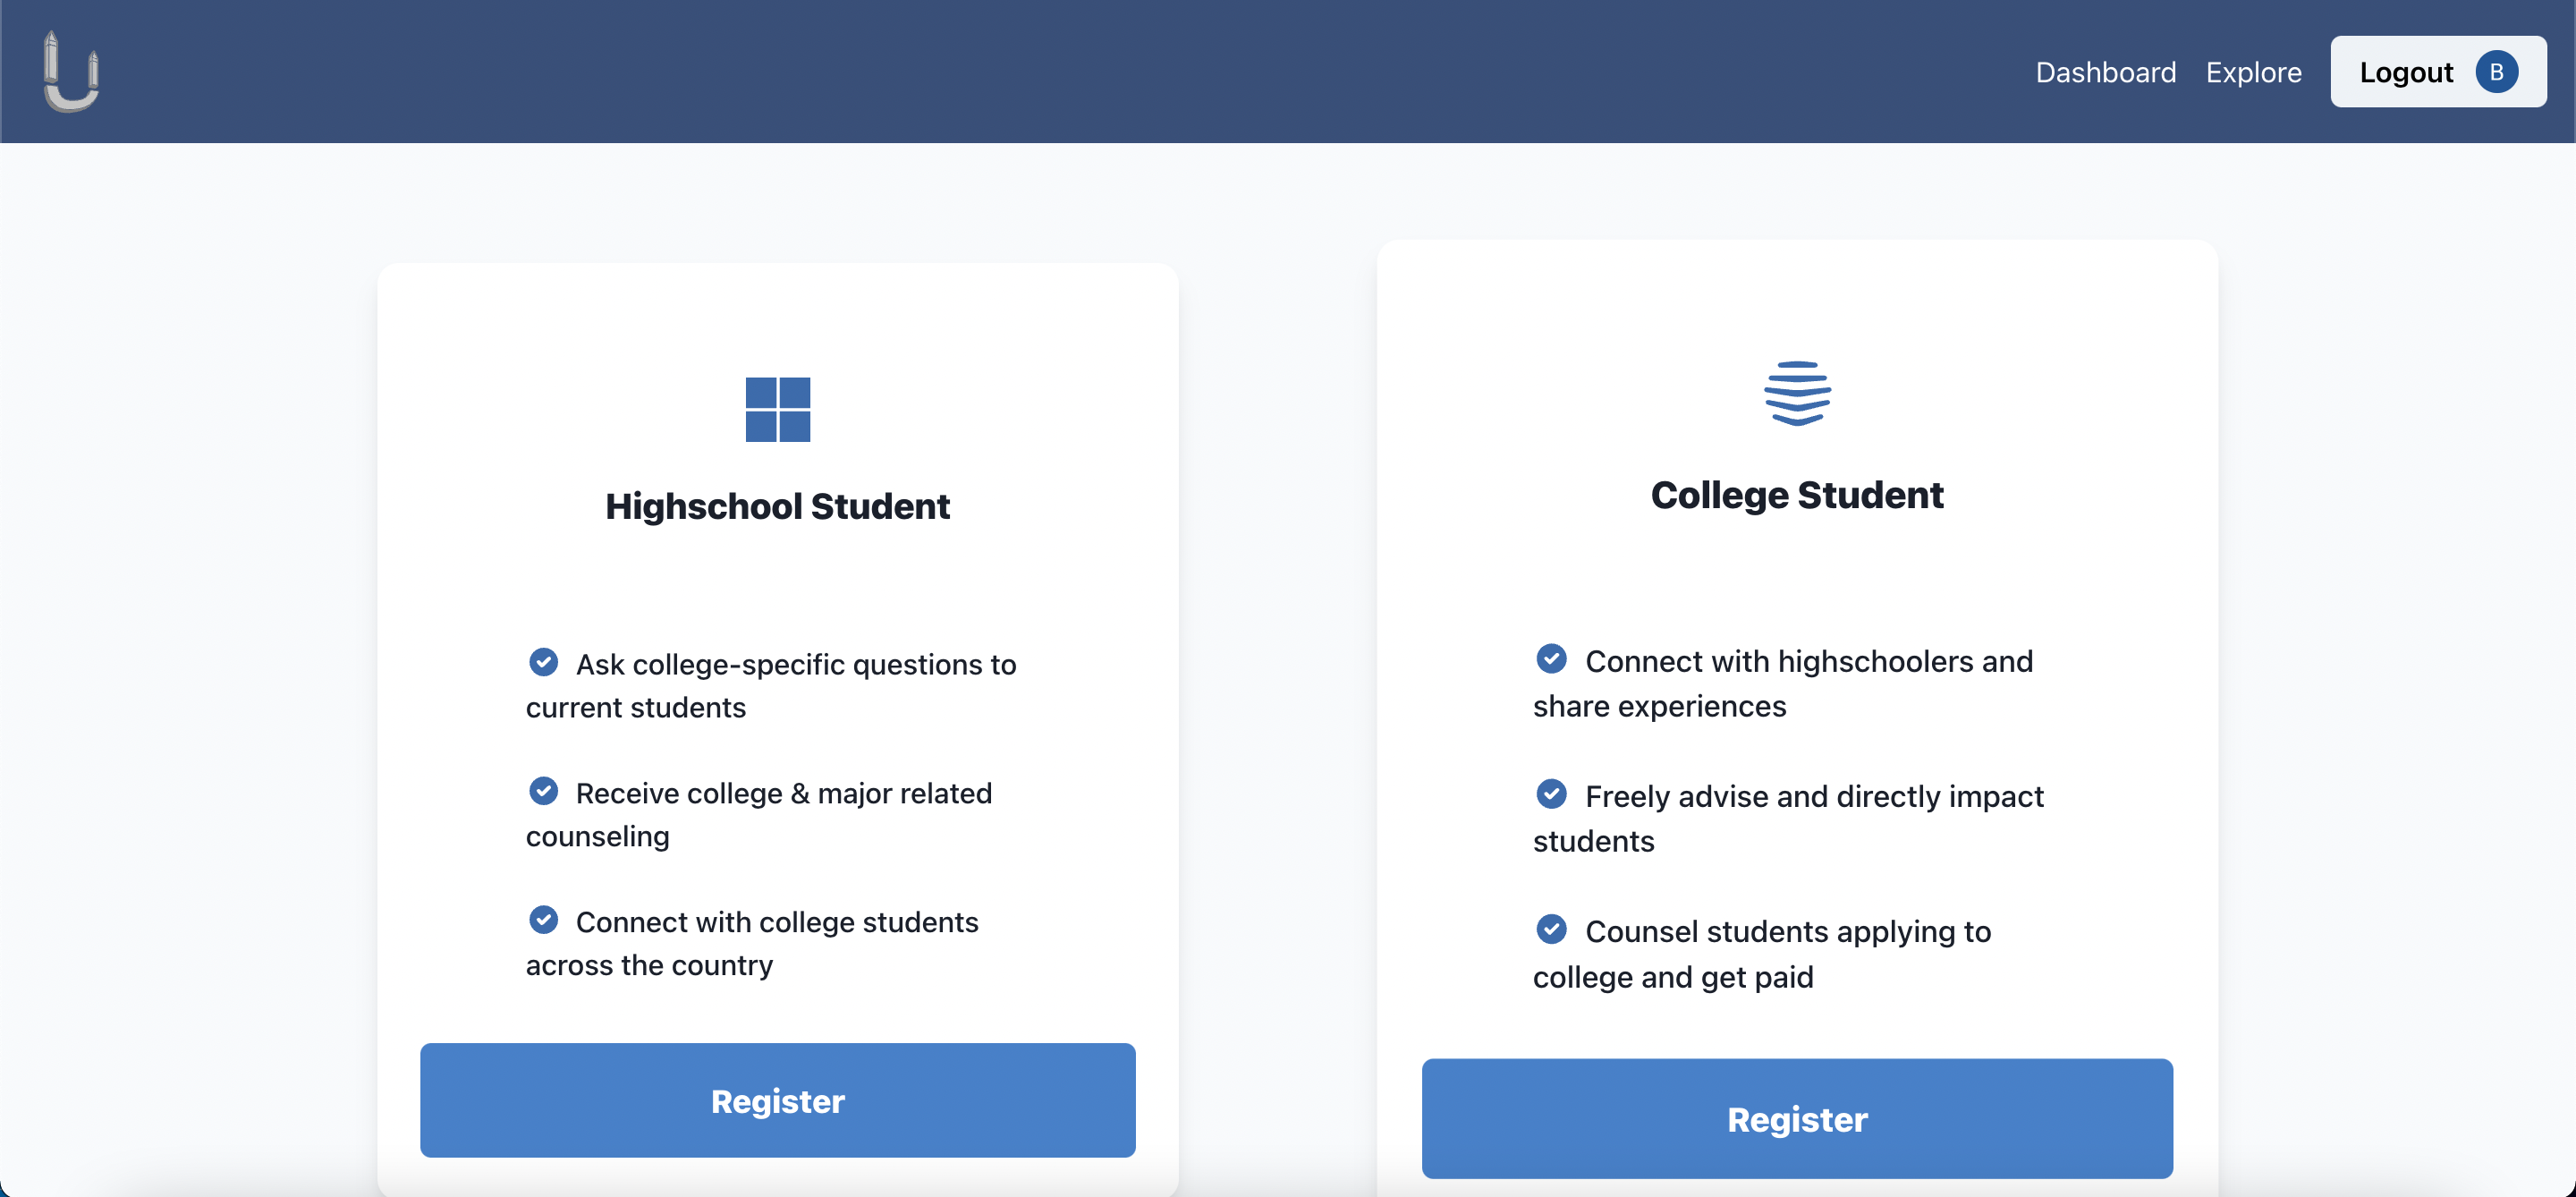 Dashboard
Explore
Logout
B
Highschool Student
Ask college-specific questions to
current students
Receive college & major related
counseling
Connect with college students
across the country
Register
College Student
Connect with highschoolers and
share experiences
Freely advise and directly impact
students
Counsel students applying to
college and get paid
Register